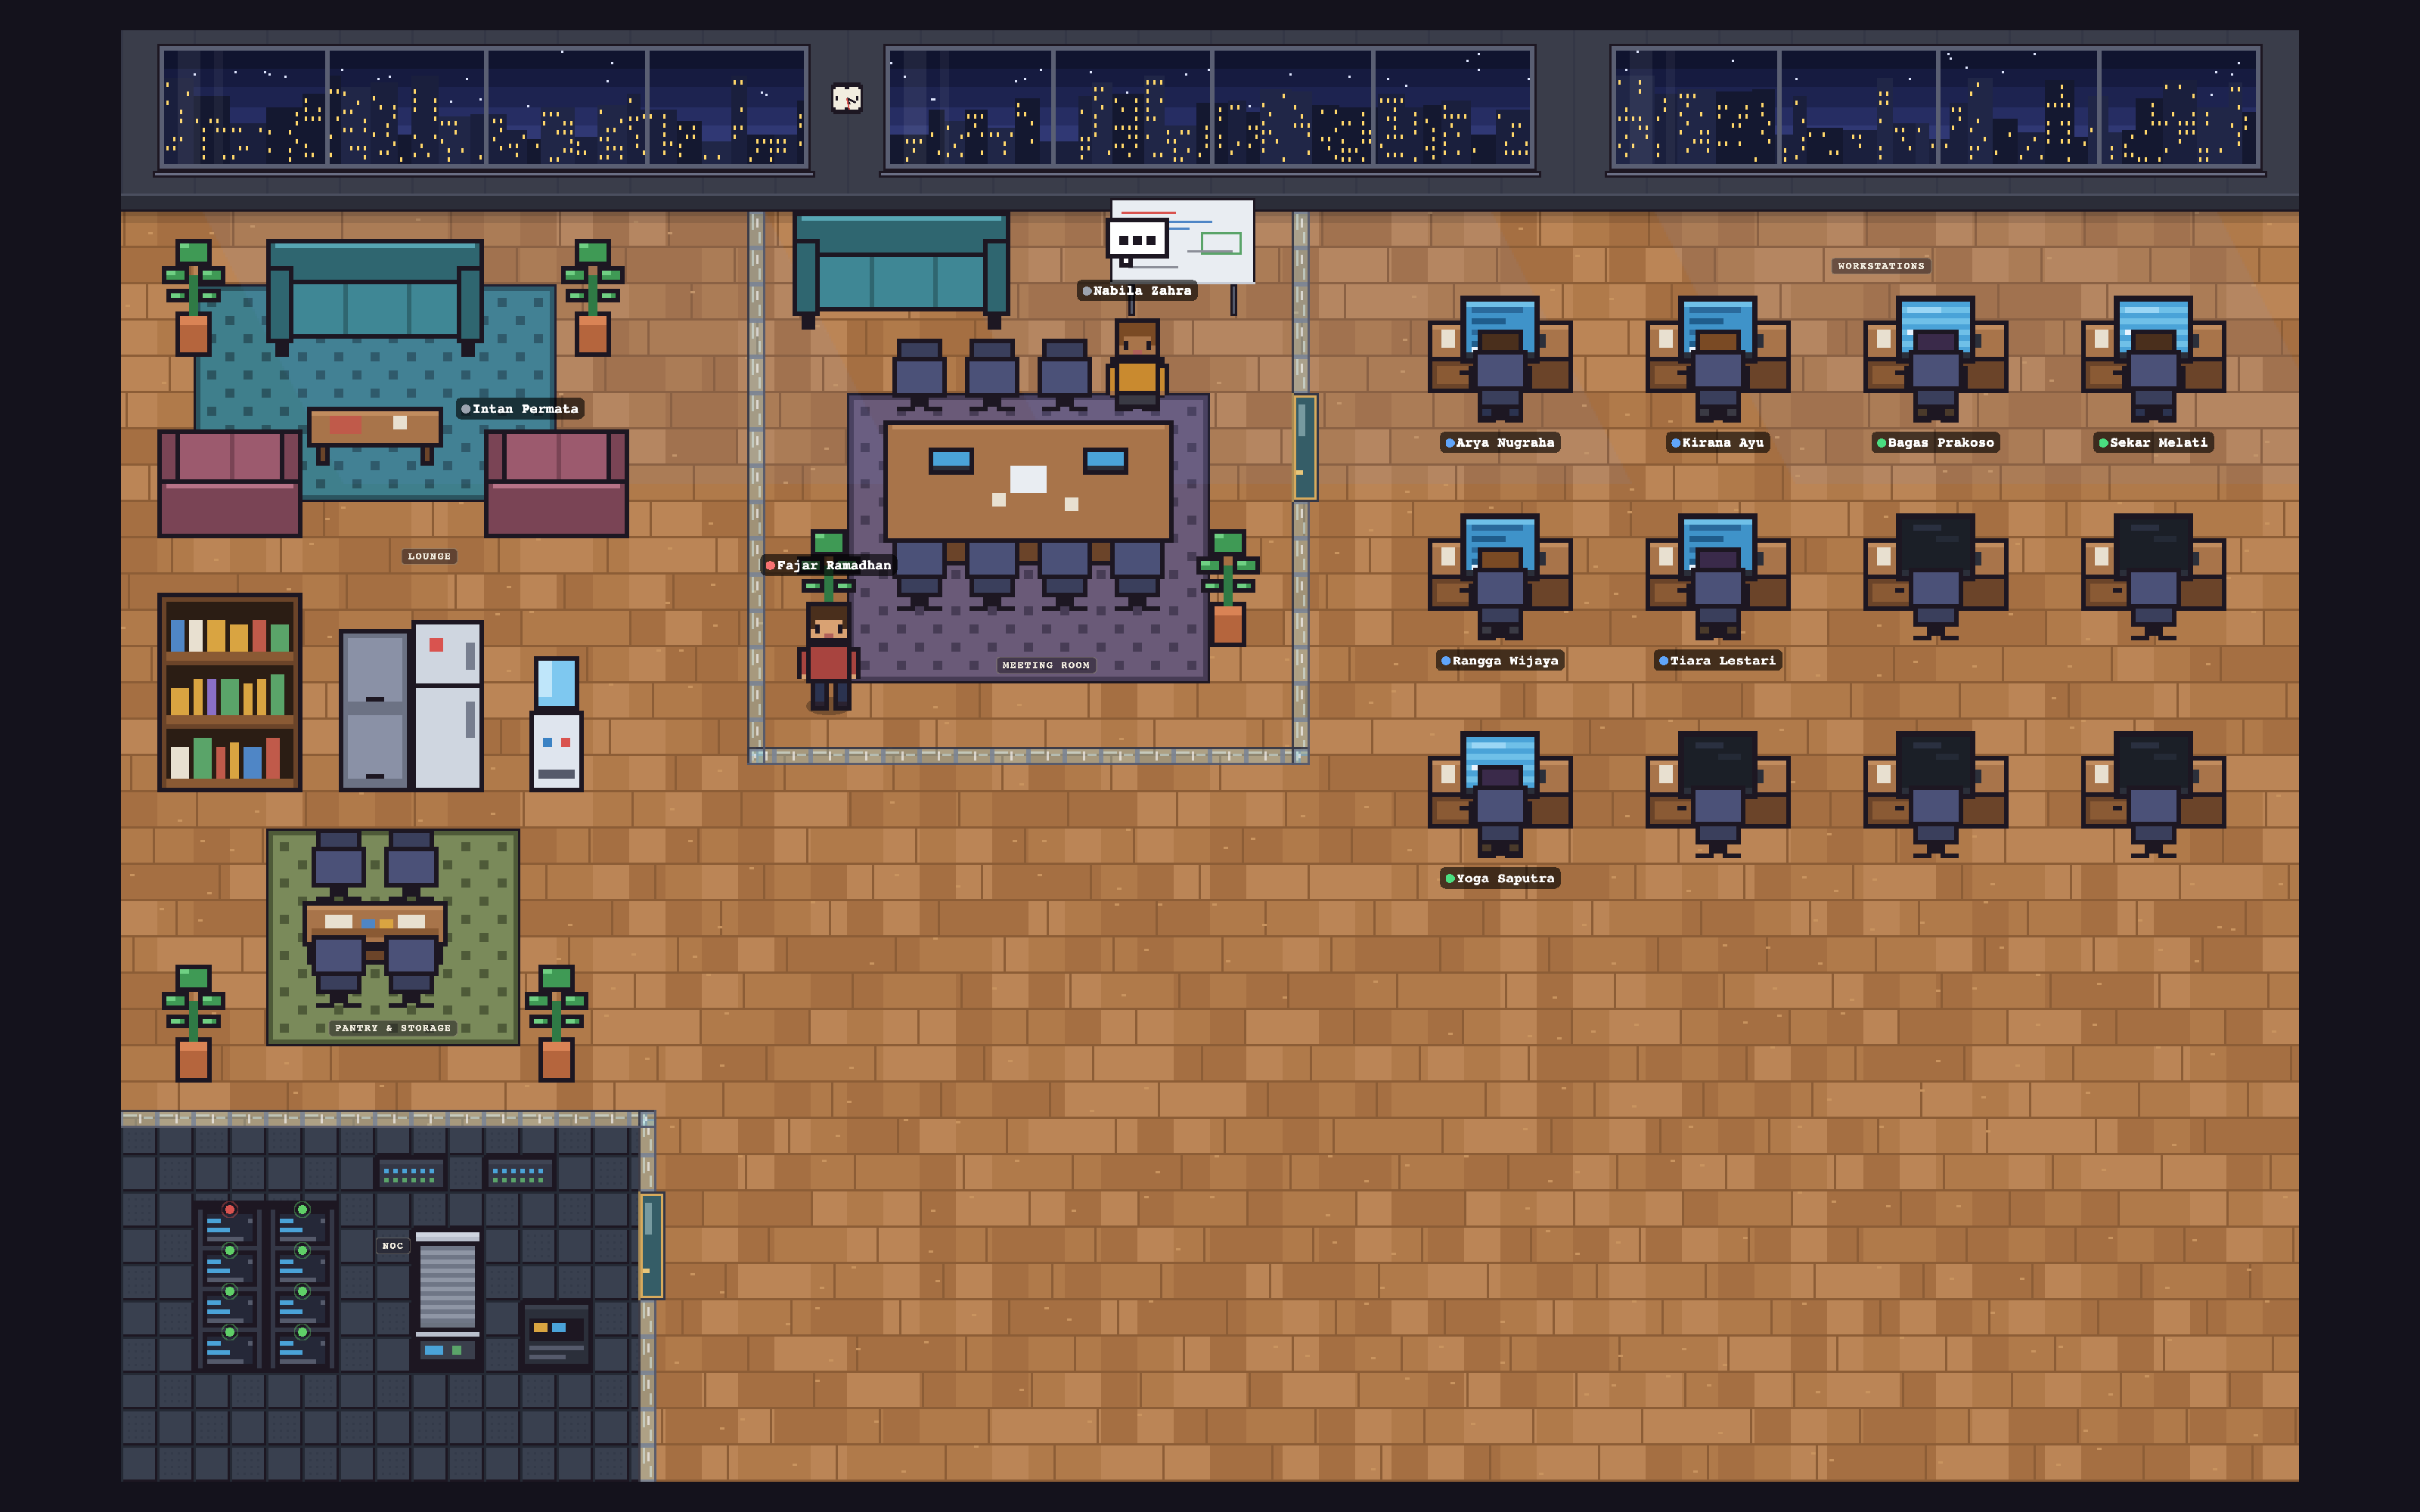 WORKSTATIONS
Nabila Zahra
Intan Permata
Arya Nugraha
Kirana Ayu
Bagas Prakoso
Sekar Melati
LOUNGE
Fajar Ramadhan
MEETING ROOM
Rangga Wijaya
Tiara Lestari
Yoga Saputra
PANTRY & STORAGE
NOC